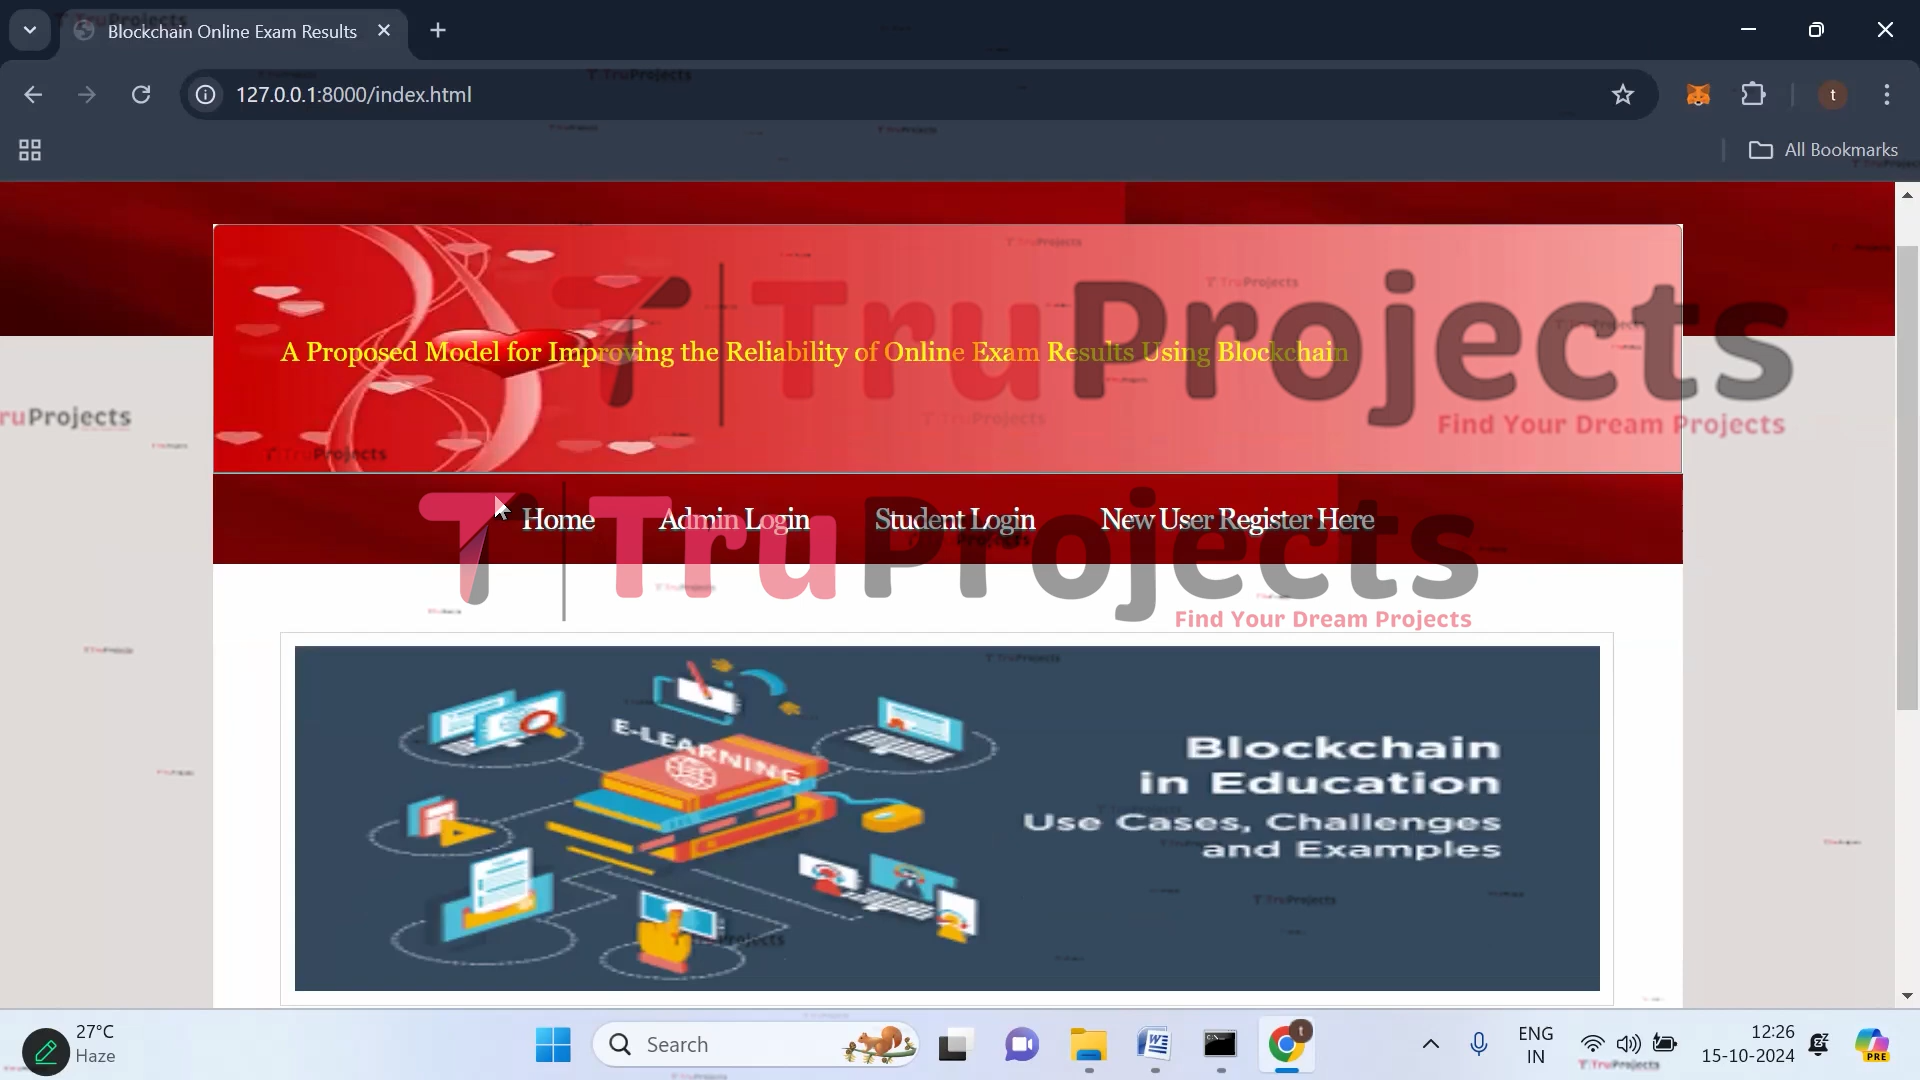 Blockchain Online Exam Results
127.0.0.1:8000/index.html
t
All Bookmarks
TruProjects
Find Your Dream Projects
A Proposed Model for Improving the Reliability of Online Exam Results Using Blockchain
TruProjects
Home Admin Login Student Login New User Register Here
TruProjects
Find Your Dream Projects
E-LEARNING
Blockchain
in Education
Use Cases, Challenges
and Examples
27°C
Haze
Search
t
ENG
IN
12:26
15-10-2024
PRE